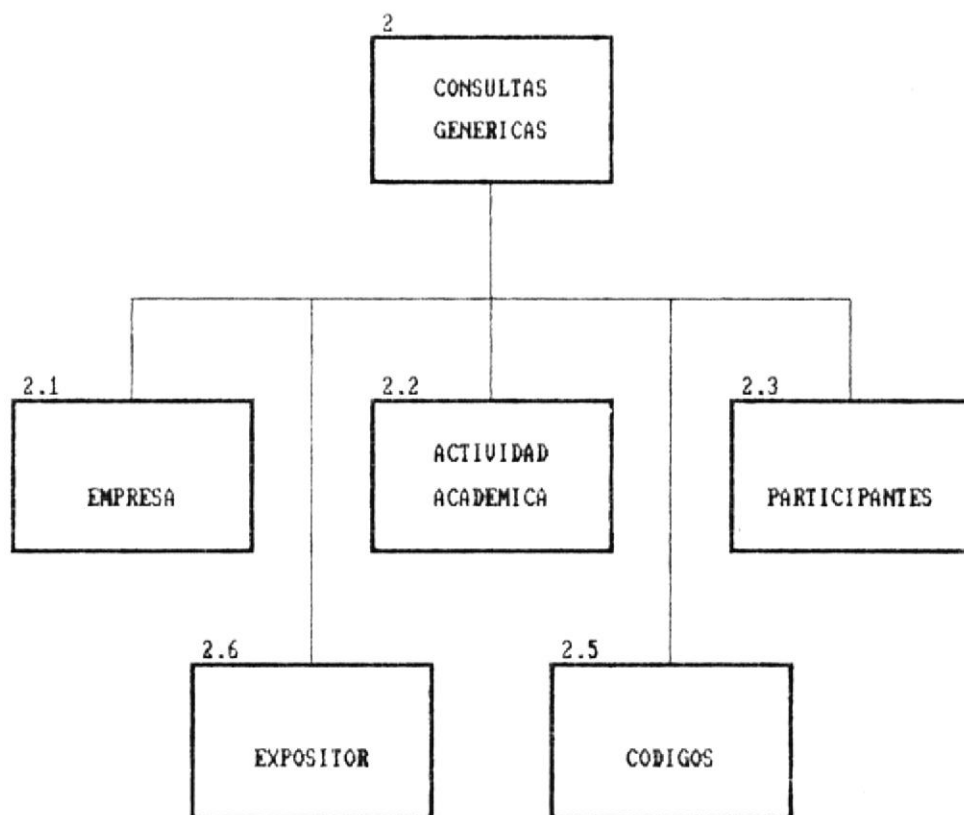 2
CONSULTAS
GENERICAS
2.1
EMPRESA
2.2
ACTIVIDAD
ACADEMICA
2.3
PARTICIPANTES
2.6
EXPOSITOR
2.5
CODIGOS